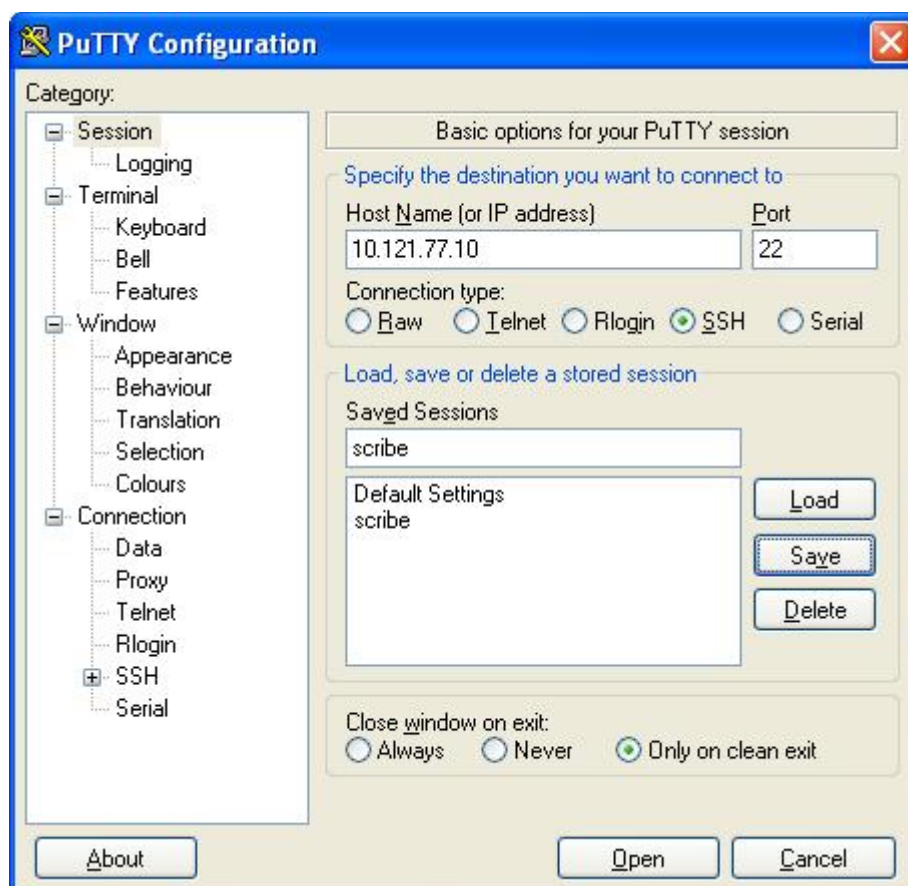 PuTTY Configuration
Category:
Session
Logging
Terminal
Keyboard
Bell
Features
Window
Appearance
Behaviour
Translation
Selection
Colours
Connection
Data
Proxy
Telnet
Rlogin
SSH
Serial
Basic options for your PuTTY session
Specify the destination you want to connect to
Host Name (or IP address) Port
10.121.77.10 22
Connection type:
Raw Telnet Rlogin SSH Serial
Load, save or delete a stored session
Saved Sessions
scribe
Default Settings
scribe
Load
Save
Delete
Close window on exit:
Always Never Only on clean exit
About Open Cancel